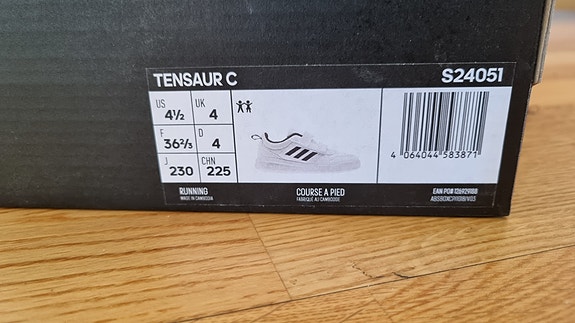 TENSAUR C
S24051
US
4½
UK
4
F
36⅔
D
4
J
230
CHN
225
4 064044 583871
RUNNING
MADE IN CAMBODIA
COURSE A PIED
FABRIQUÉ AU CAMBODGE